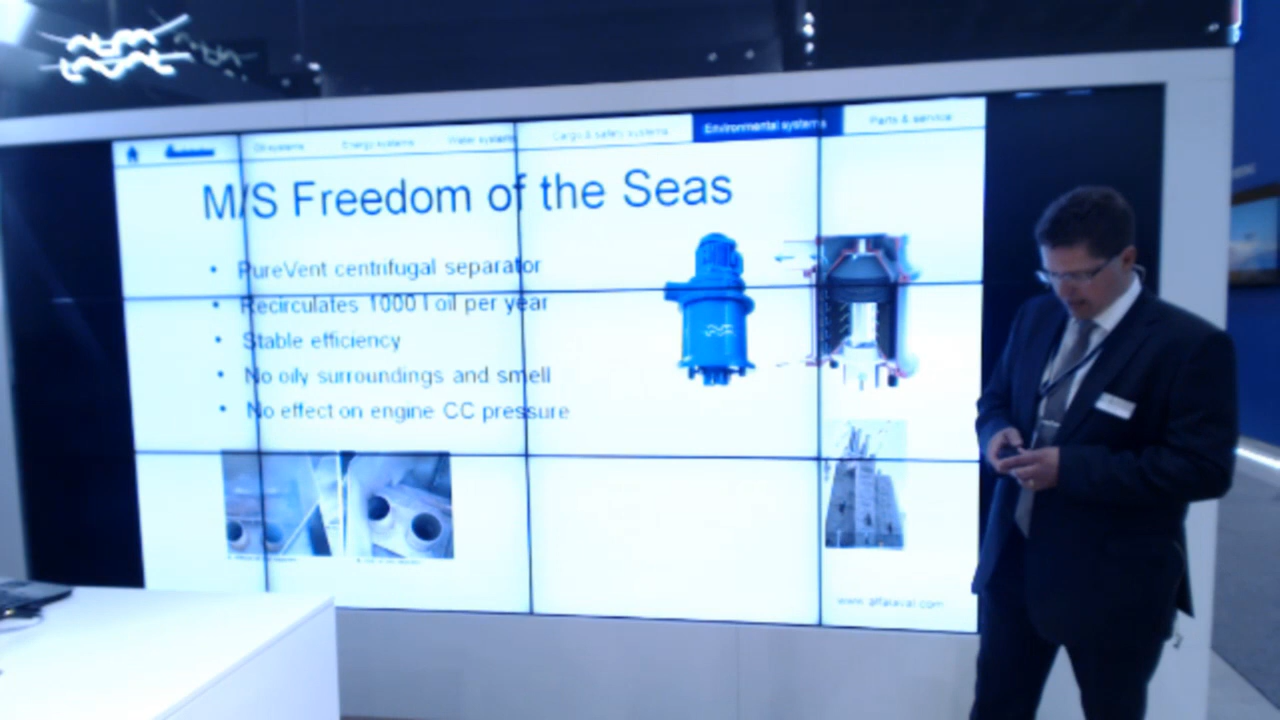 Oil systems Energy systems Water systems Cargo & safety systems Environmental systems Parts & service
M/S Freedom of the Seas
• PureVent centrifugal separator
• Recirculates 1000 l oil per year
• Stable efficiency
• No oily surroundings and smell
• No effect on engine CC pressure
www.alfalaval.com